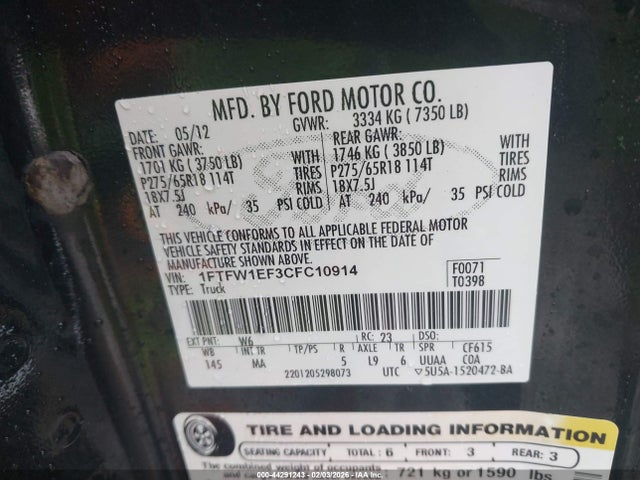 MFD. BY FORD MOTOR CO.
DATE: 05/12 GVWR: 3334 KG ( 7350 LB)
FRONT GAWR: REAR GAWR:
1701 KG ( 3750 LB) 1746 KG ( 3850 LB)
P275/65R18 114T TIRES P275/65R18 114T TIRES
18X7.5J RIMS 18X7.5J RIMS
AT 240 kPa/ 35 PSI COLD AT 240 kPa/ 35 PSI COLD
THIS VEHICLE CONFORMS TO ALL APPLICABLE FEDERAL MOTOR
VEHICLE SAFETY STANDARDS IN EFFECT ON THE DATE OF
MANUFACTURE SHOWN ABOVE.
VIN: 1FTFW1EF3CFC10914 F0071
TYPE: Truck T0398
EXT PNT: W6 RC: 23 DSO:
WB INT TR TP/PS R AXLE TR SPR CF615
145 MA 5 L9 6 UUAA COA
2201205298073 UTC 5U5A-1520472-BA
TIRE AND LOADING INFORMATION
SEATING CAPACITY TOTAL : 6 FRONT: 3 REAR: 3
The combined weight of occupants 721 kg or 1590 lbs
000-44291243 - 02/03/2026 -